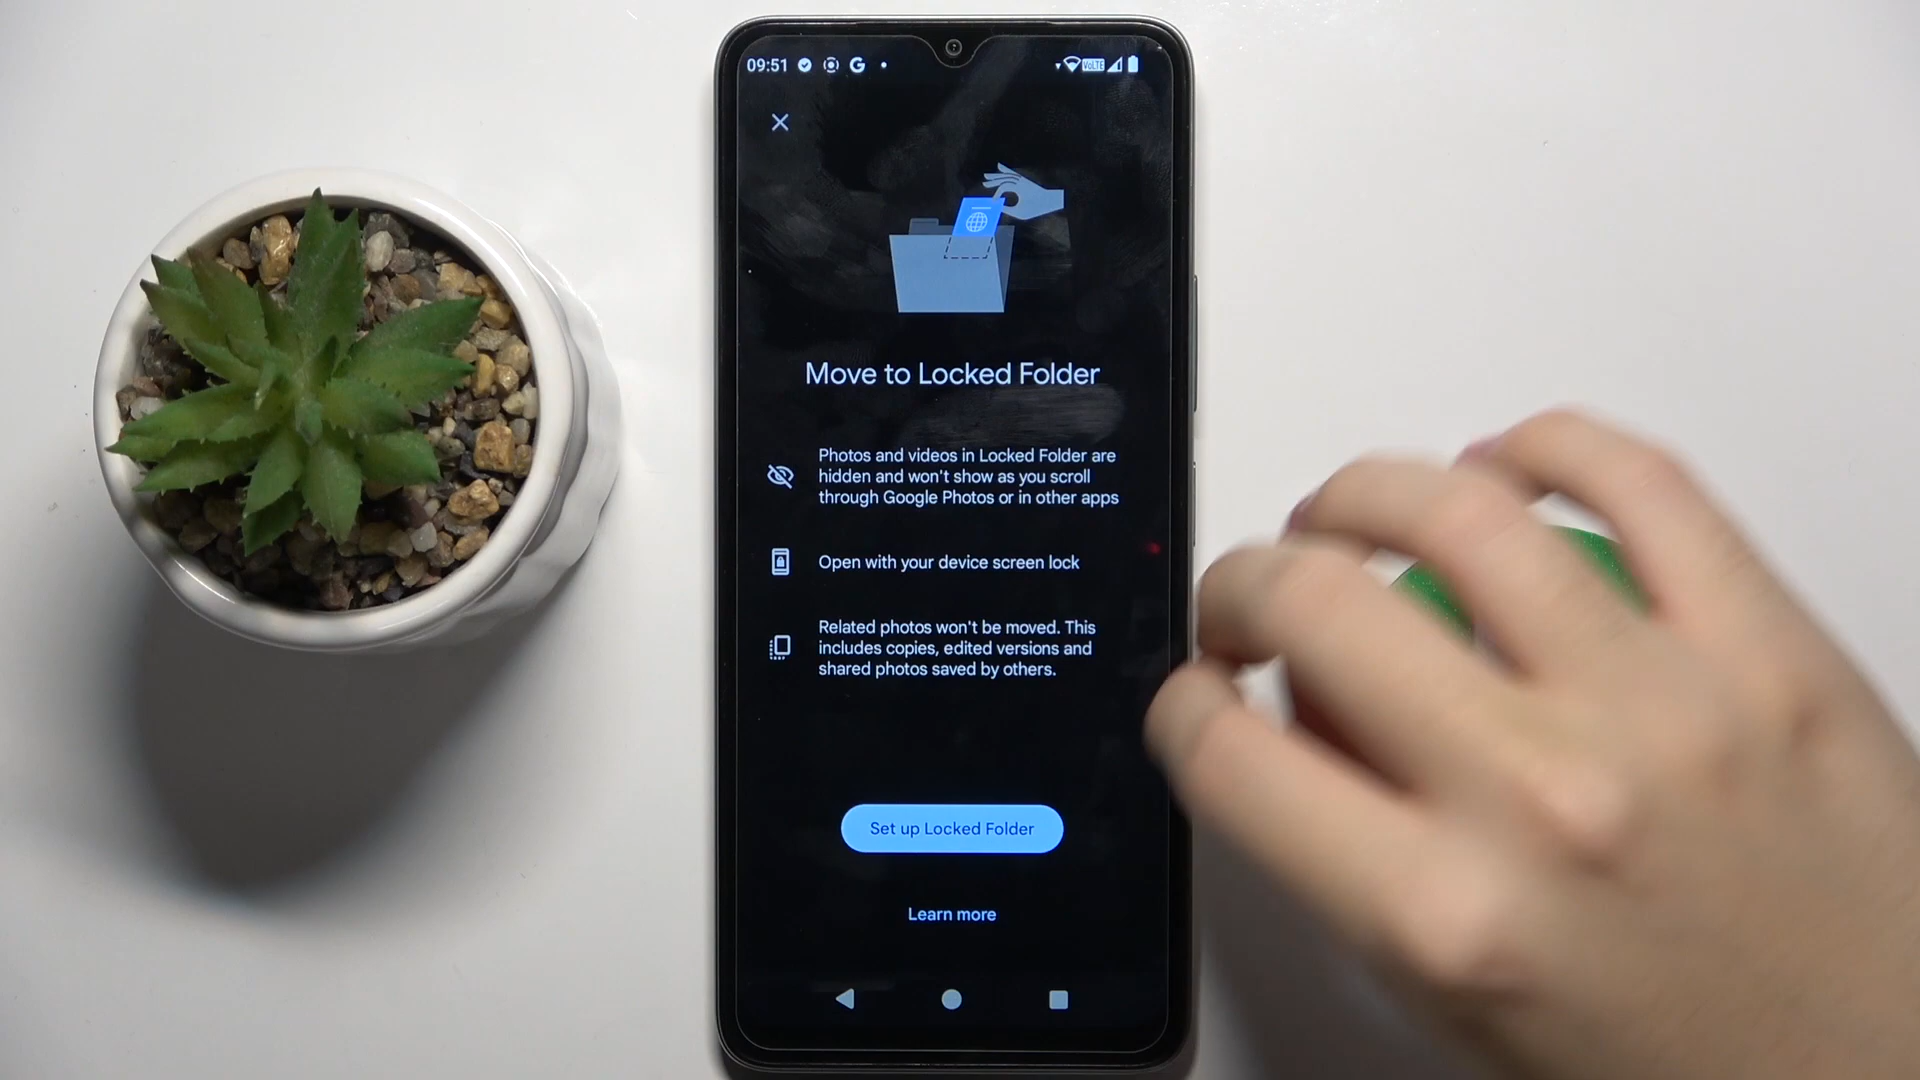 09:51
VoLTE
Move to Locked Folder
Photos and videos in Locked Folder are
hidden and won't show as you scroll
through Google Photos or in other apps
Open with your device screen lock
Related photos won't be moved. This
includes copies, edited versions and
shared photos saved by others.
Set up Locked Folder
Learn more